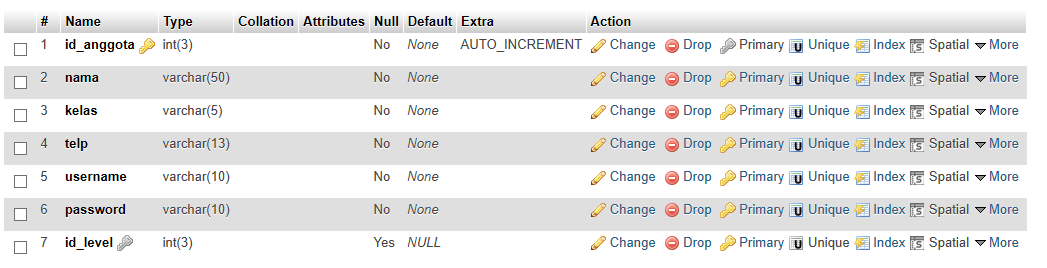 # Name Type Collation Attributes Null Default Extra Action
1 id_anggota int(3) No None AUTO_INCREMENT Change Drop Primary Unique Index Spatial More
2 nama varchar(50) No None Change Drop Primary Unique Index Spatial More
3 kelas varchar(5) No None Change Drop Primary Unique Index Spatial More
4 telp varchar(13) No None Change Drop Primary Unique Index Spatial More
5 username varchar(10) No None Change Drop Primary Unique Index Spatial More
6 password varchar(10) No None Change Drop Primary Unique Index Spatial More
7 id_level int(3) Yes NULL Change Drop Primary Unique Index Spatial More